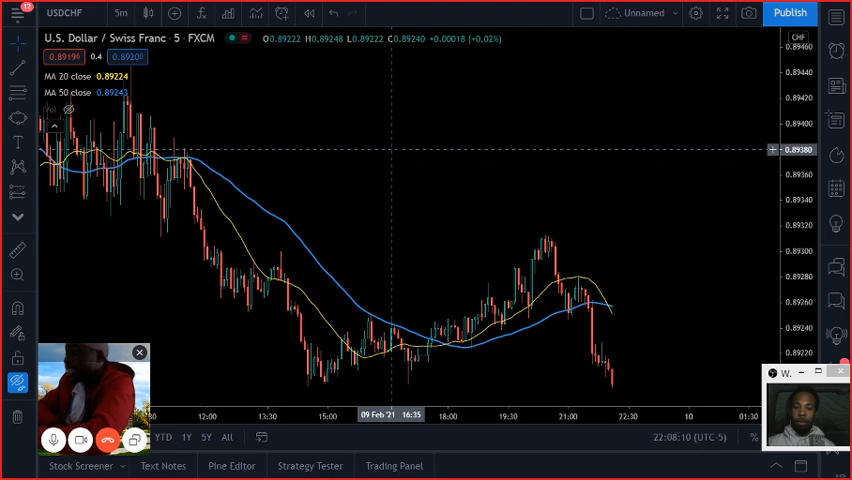 12
USDCHF
5m
Unnamed
Publish
U.S. Dollar / Swiss Franc · 5 · FXCM
O0.89222 H0.89248 L0.89222 C0.89240 +0.00018 (+0.02%)
CHF
0.89460
0.89196 0.4 0.89200
MA 20 close 0.89224
MA 50 close 0.89243
Vol
0.89440
0.89420
0.89400
0.89380
0.89360
0.89340
0.89320
0.89300
0.89280
0.89260
0.89240
0.89220
W.
12:00
13:30
15:00
09 Feb '21 16:35
18:00
19:30
21:00
22:30
10
01:30
YTD 1Y 5Y All
22:08:10 (UTC-5)
%
Stock Screener
Text Notes
Pine Editor
Strategy Tester
Trading Panel